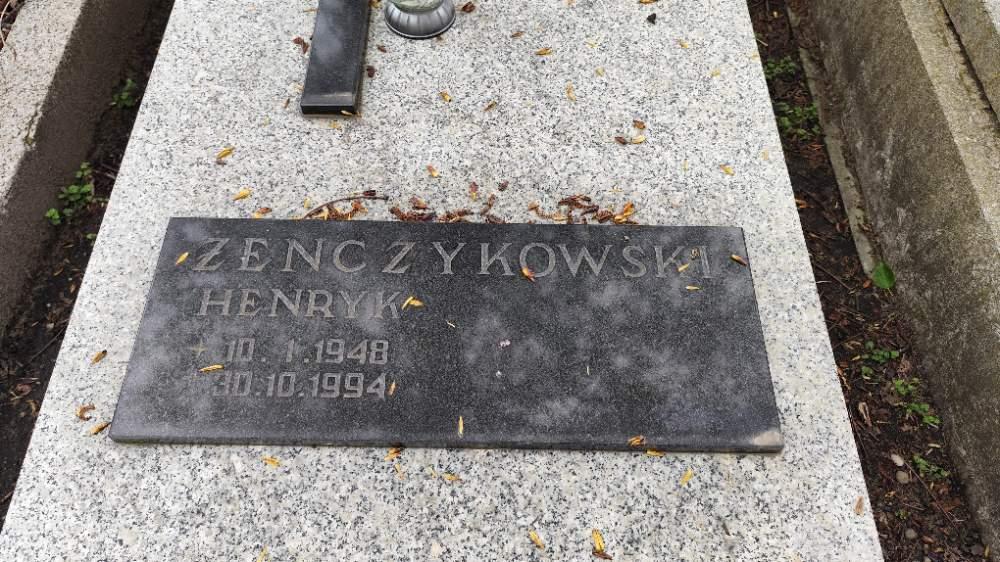 ZENCZYKOWSKI
HENRYK
10.1.1948
30.10.1994